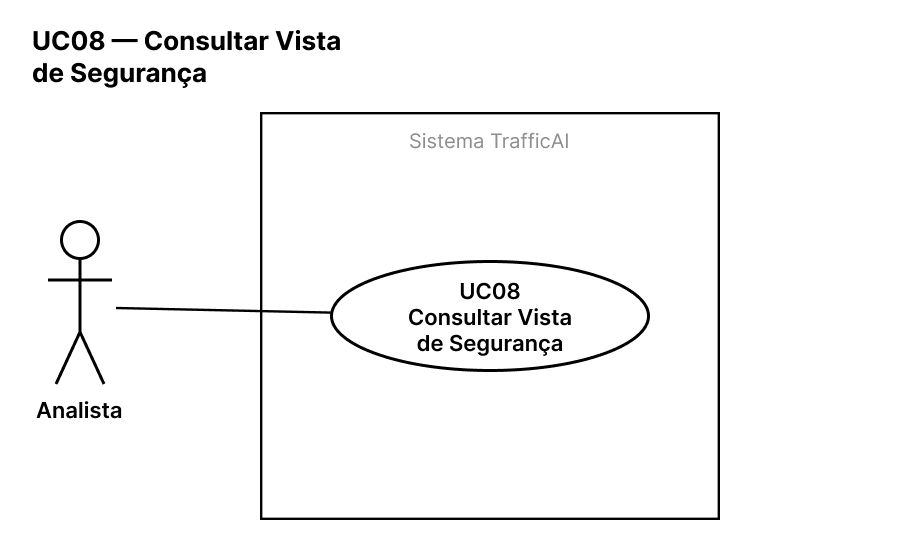 UC08 — Consultar Vista
de Segurança
Sistema TrafficAI
UC08
Consultar Vista
de Segurança
Analista